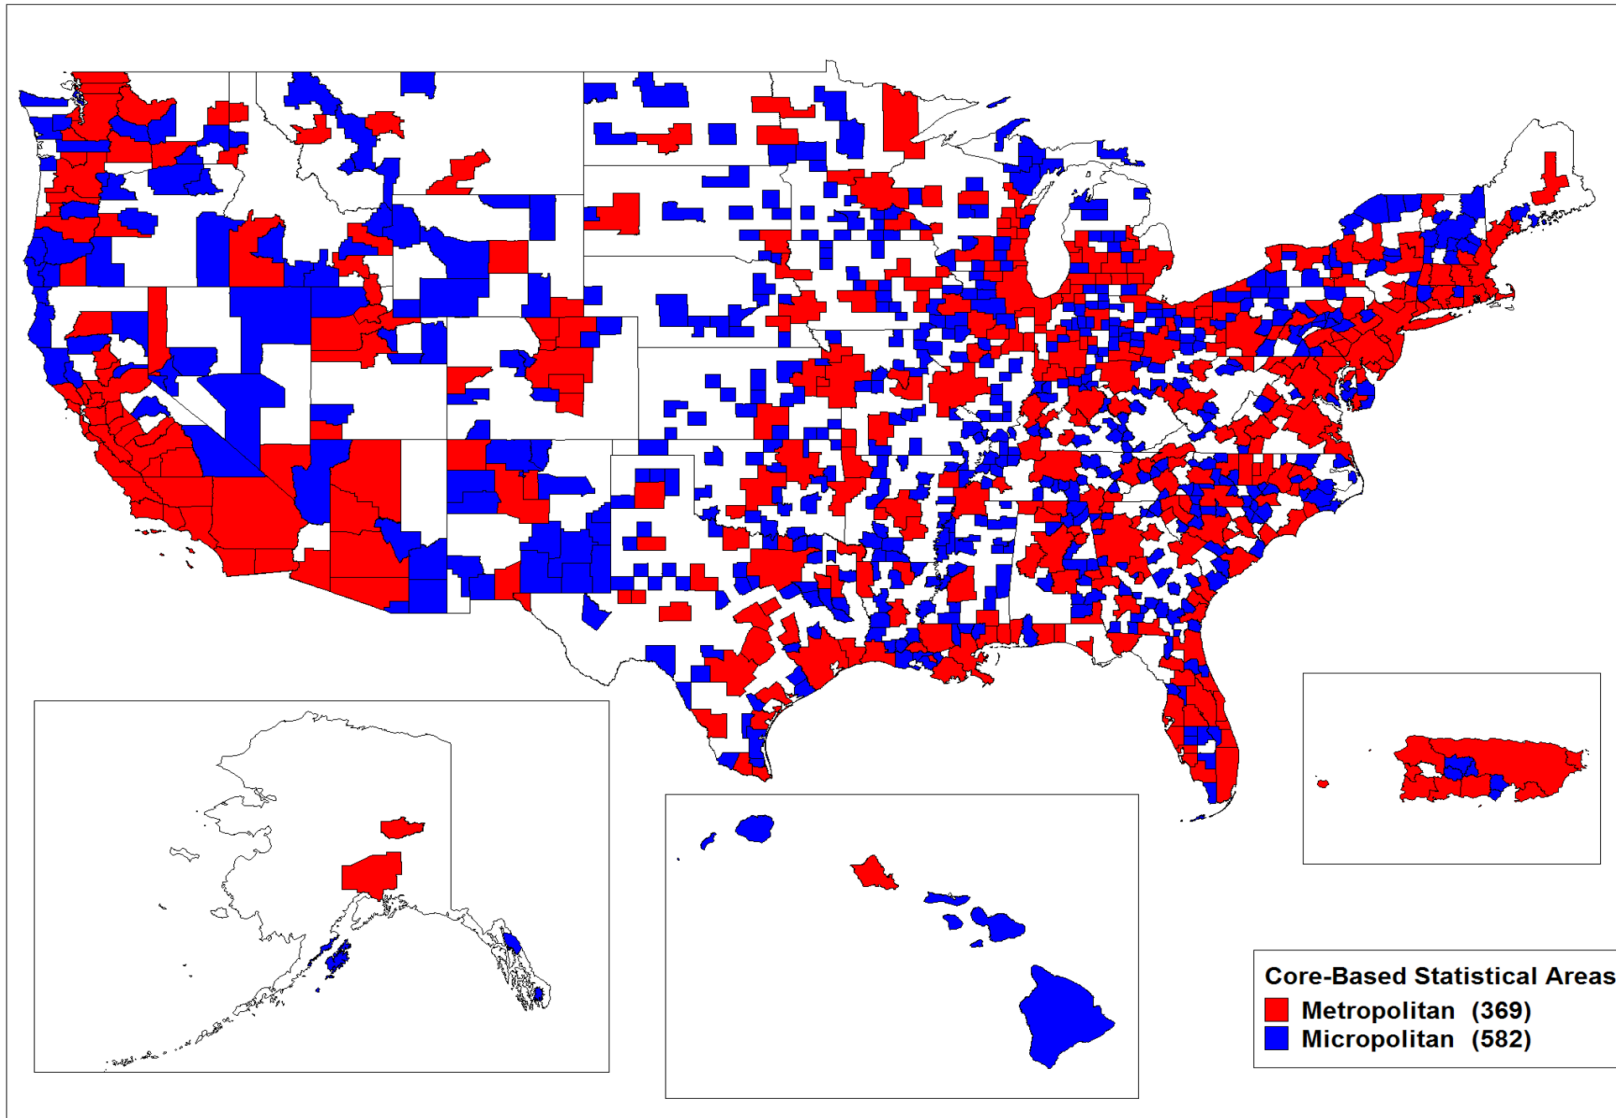 Core-Based Statistical Areas
Metropolitan (369)
Micropolitan (582)